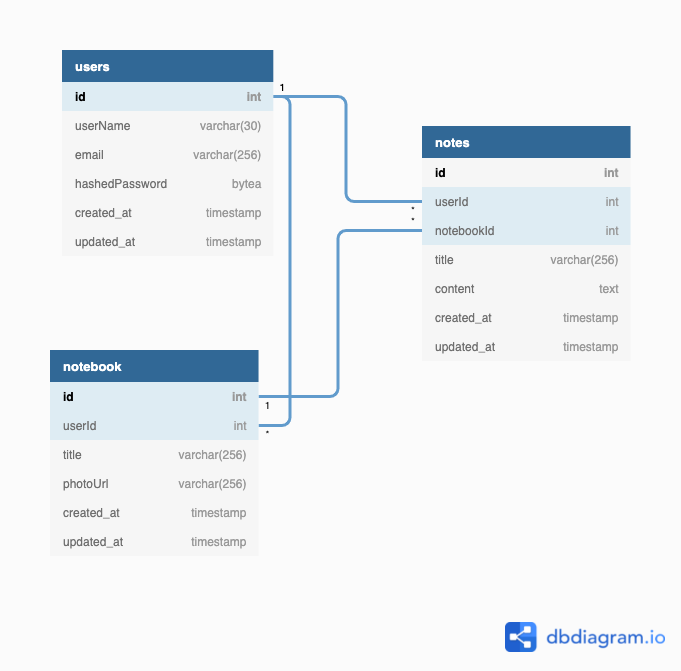 users
id int
userName varchar(30)
email varchar(256)
hashedPassword bytea
created_at timestamp
updated_at timestamp
1
notes
id int
userId int
notebookId int
title varchar(256)
content text
created_at timestamp
updated_at timestamp
*
*
notebook
id int
userId int
title varchar(256)
photoUrl varchar(256)
created_at timestamp
updated_at timestamp
1
*
dbdiagram.io